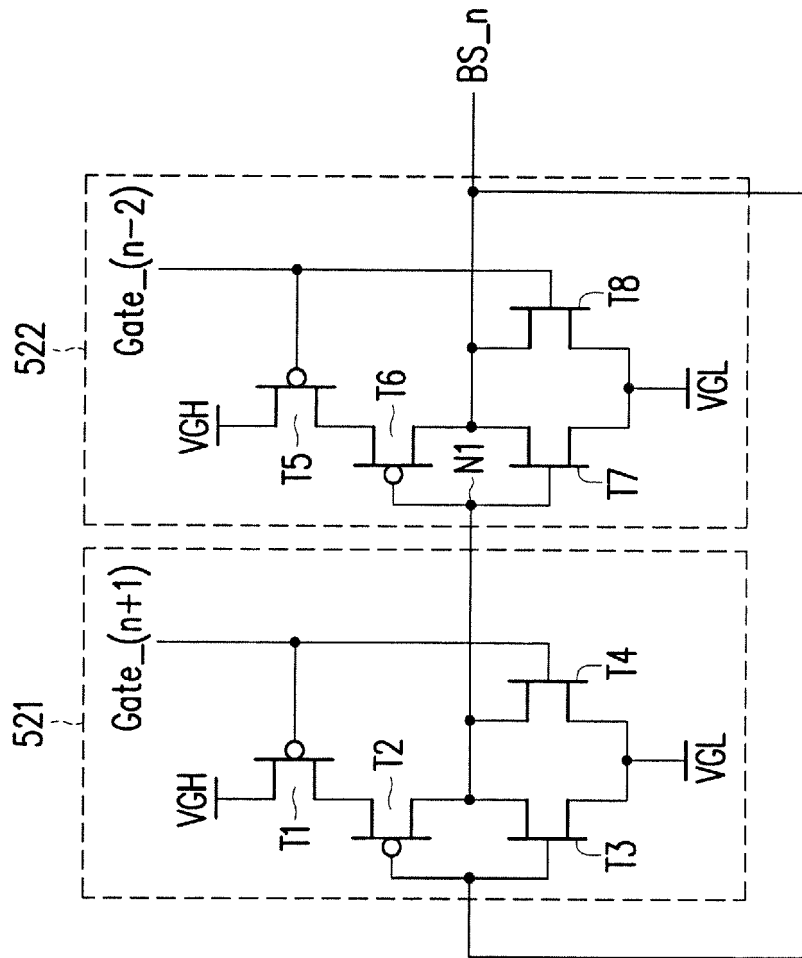 521
522
Gate_(n+1)
Gate_(n-2)
VGH
VGH
T1
T5
T2
T6
N1
BS_n
T3
T4
T7
T8
VGL
VGL